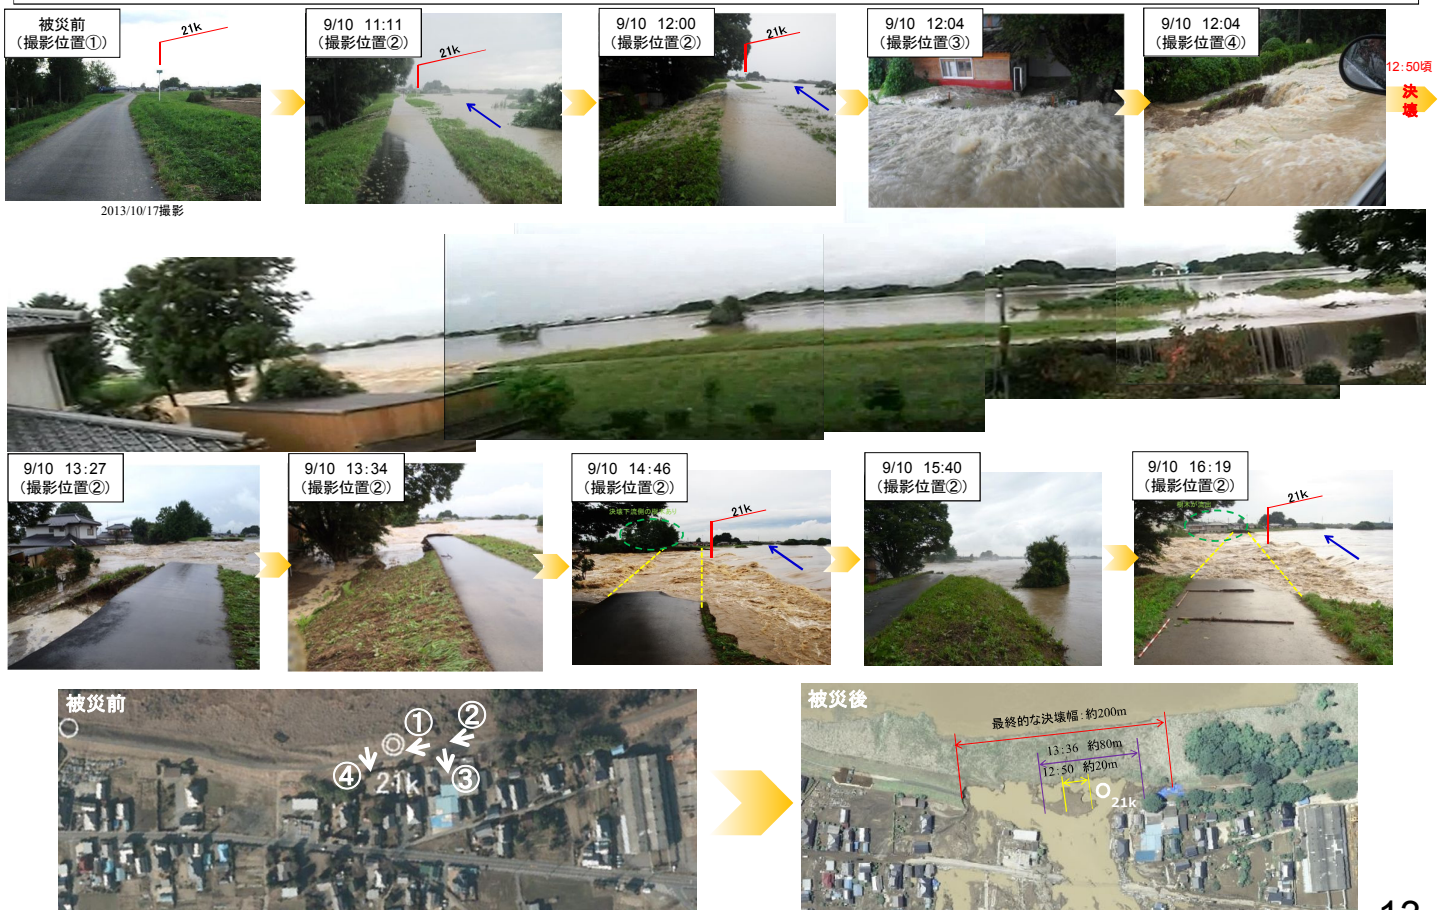 被災前
（撮影位置①）
21k
9/10 11:11
（撮影位置②）
21k
9/10 12:00
（撮影位置②）
21k
9/10 12:04
（撮影位置③）
9/10 12:04
（撮影位置④）
12:50頃
決
壊
2013/10/17撮影
9/10 13:27
（撮影位置②）
9/10 13:34
（撮影位置②）
9/10 14:46
（撮影位置②）
21k
9/10 15:40
（撮影位置②）
9/10 16:19
（撮影位置②）
21k
被災前
①
②
④
21k
③
被災後
最終的な決壊幅：約200m
13:36 約80m
12:50 約20m
21k